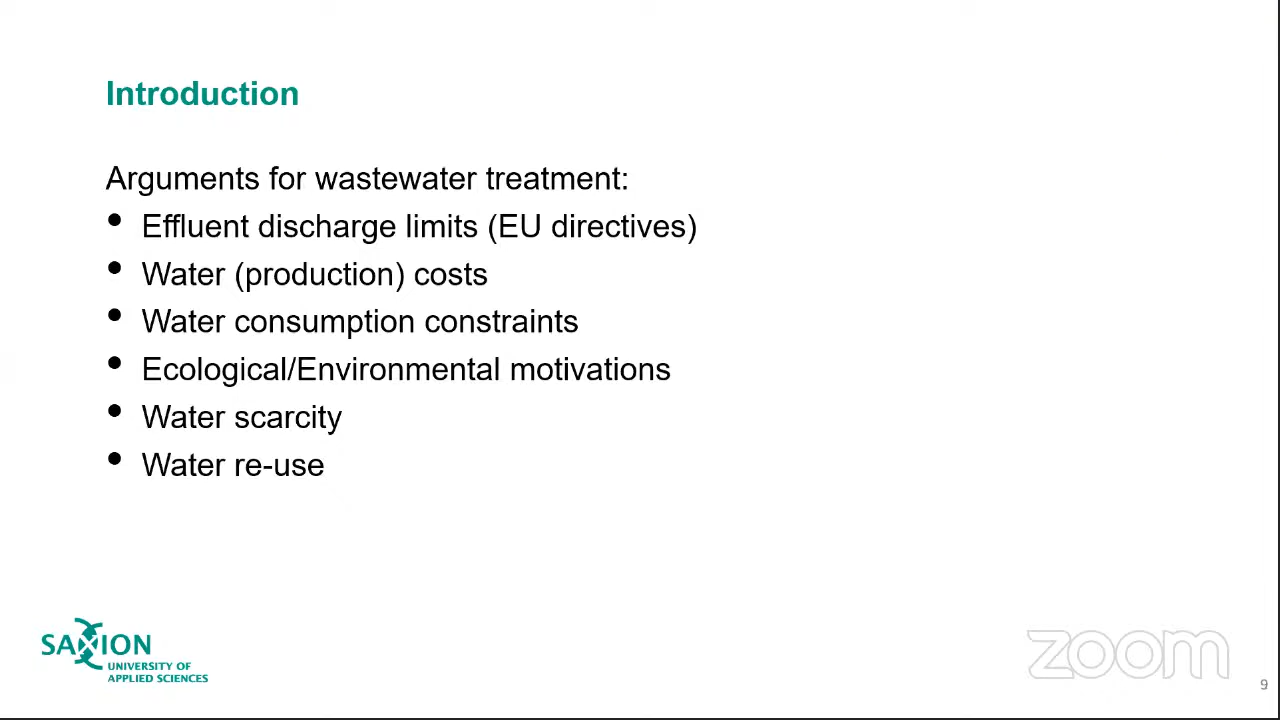 Introduction
Arguments for wastewater treatment:
• Effluent discharge limits (EU directives)
• Water (production) costs
• Water consumption constraints
• Ecological/Environmental motivations
• Water scarcity
• Water re-use
SAXION
UNIVERSITY OF
APPLIED SCIENCES
zoom
9